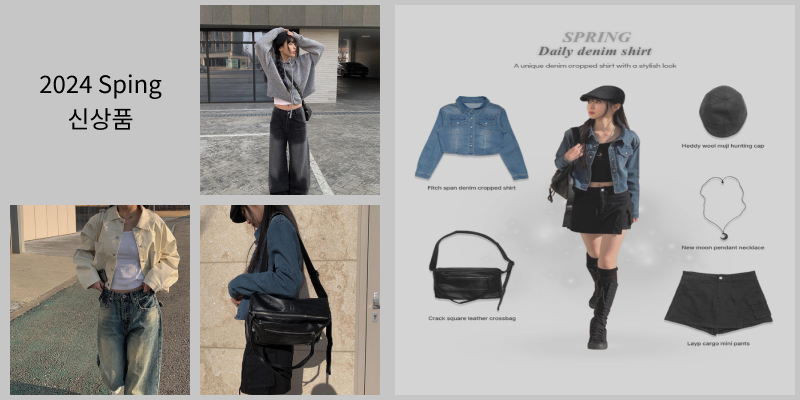 2024 Sping
신상품
SPRING
Daily denim shirt
A unique denim cropped shirt with a stylish look
Fitch span denim cropped shirt
Heddy wool muji hunting cap
New moon pendant necklace
Crack square leather crossbag
Layp cargo mini pants